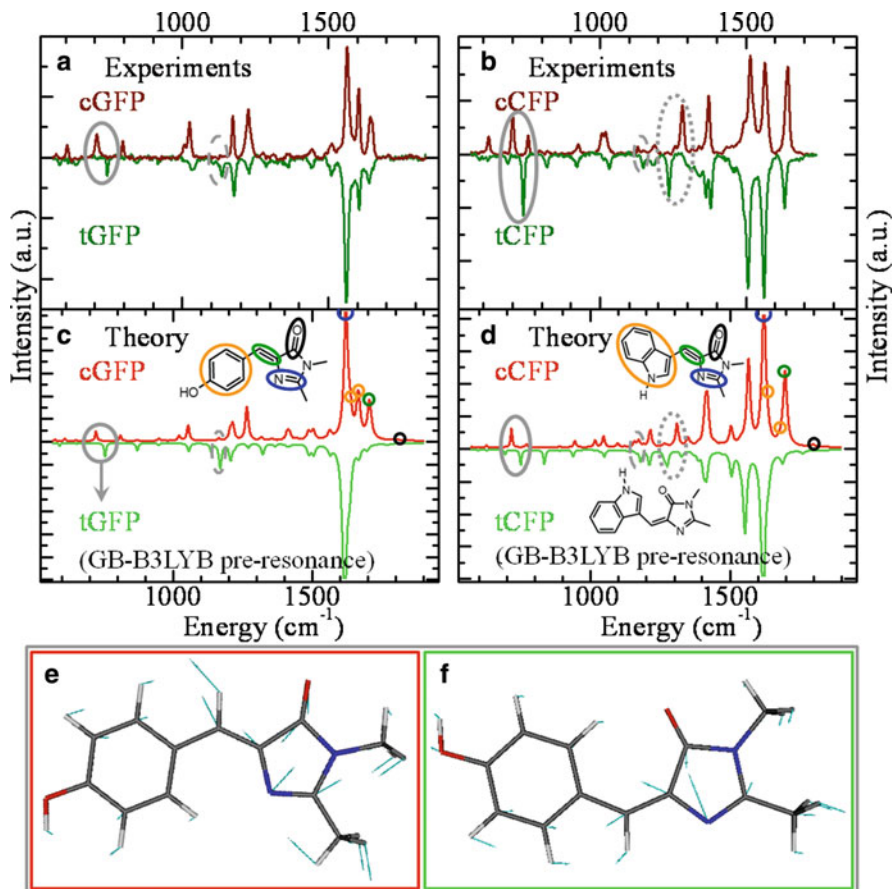 1000 1500 1000 1500
a Experiments
cGFP
tGFP
b Experiments
cCFP
tCFP
Intensity (a.u.)
Intensity (a.u.)
c Theory
cGFP
O
N
N
HO
tGFP
(GB-B3LYB pre-resonance)
d Theory
cCFP
O
N
N
N
H
H
N
O
N
N
tCFP
(GB-B3LYB pre-resonance)
1000 1500 1000 1500
Energy (cm-1) Energy (cm-1)
e
f